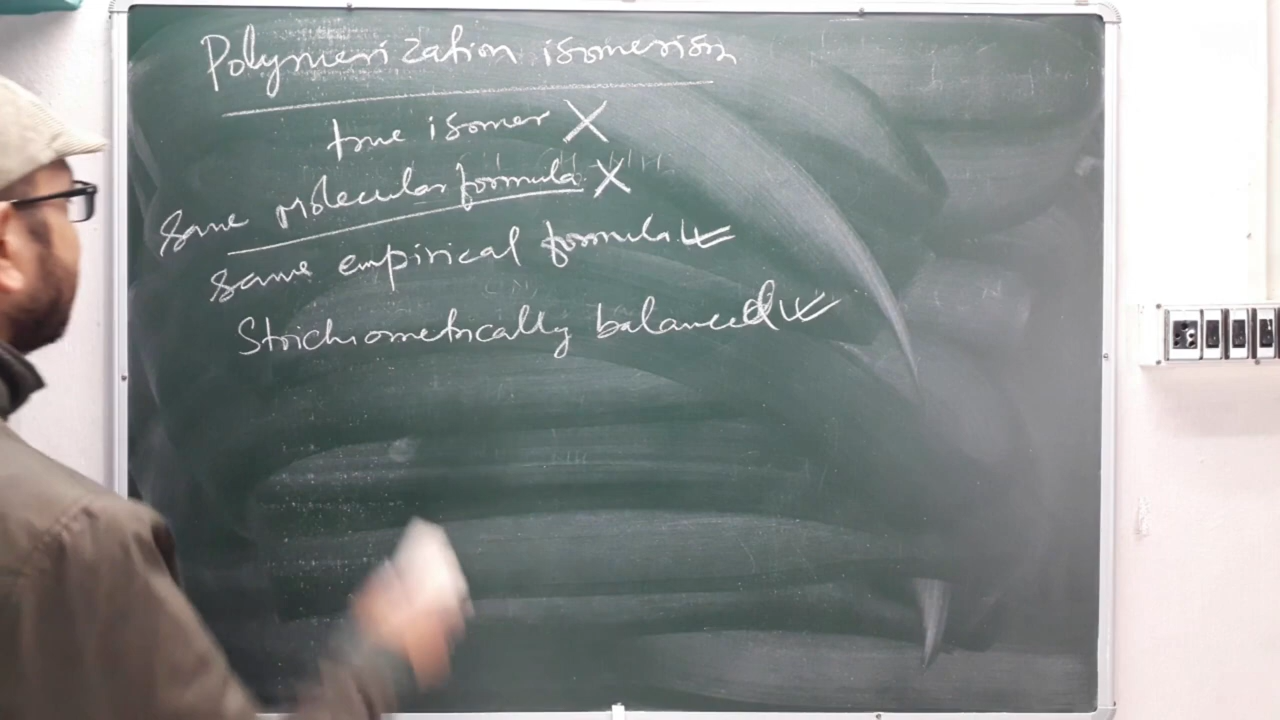 Polymerization isomerism
true isomer X
Same molecular formula X
Same empirical formula
Stoichiometrically balanced